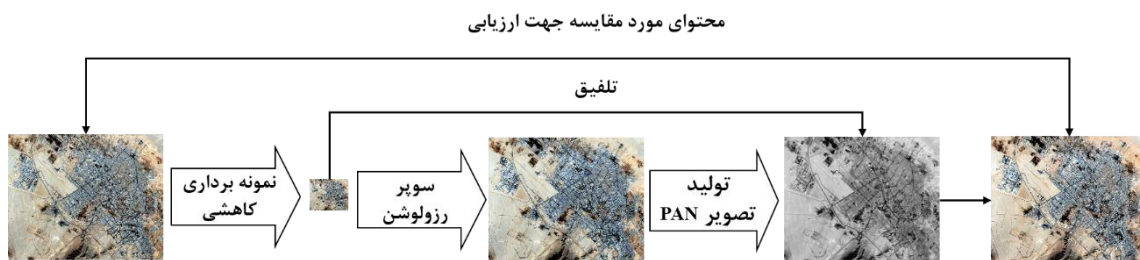 محتوای مورد مقایسه جهت ارزیابی
تلفیق
نمونه برداری
کاهشی
سوپر
رزولوشن
تولید
تصویر PAN